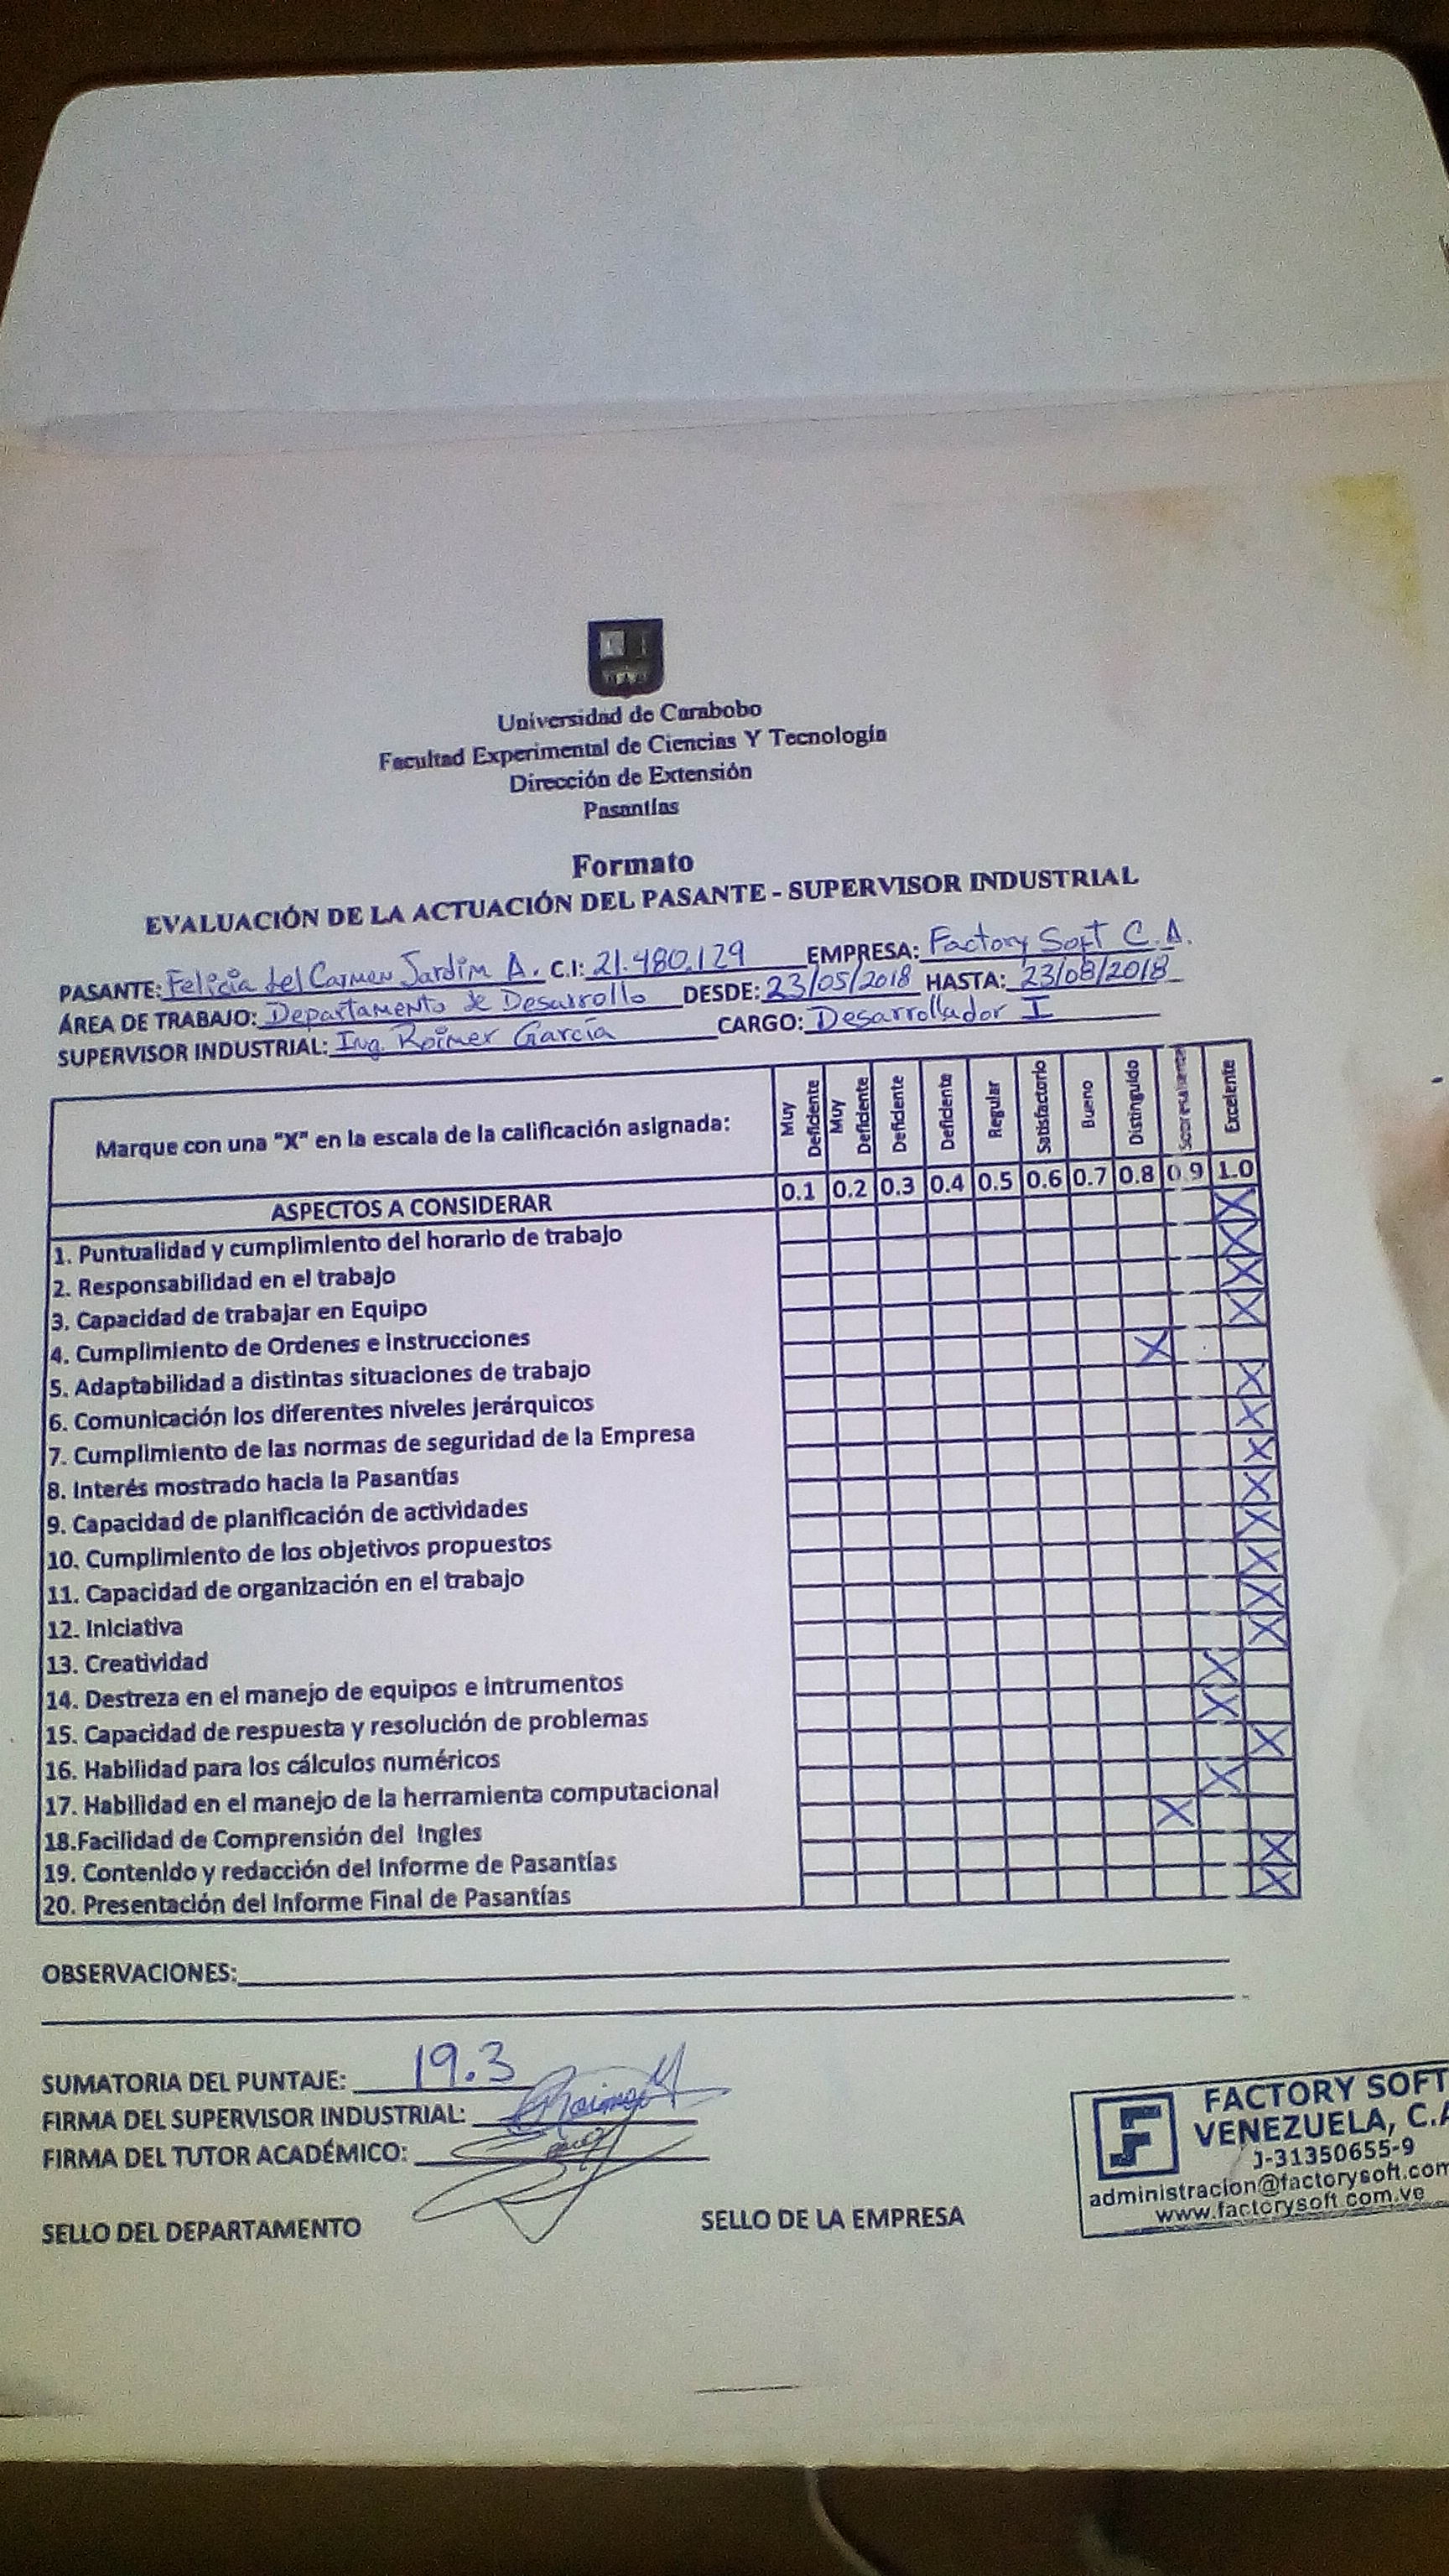 Universidad de Carabobo
Facultad Experimental de Ciencias Y Tecnología
Dirección de Extensión
Pasantías
Formato
EVALUACIÓN DE LA ACTUACIÓN DEL PASANTE - SUPERVISOR INDUSTRIAL
PASANTE: Felicia del Carmen Jardim A. C.I: 21.480.129 EMPRESA: Factory Soft C.A.
ÁREA DE TRABAJO: Departamento de Desarrollo DESDE: 23/05/2018 HASTA: 23/08/2018
SUPERVISOR INDUSTRIAL: Ing. Roimer García CARGO: Desarrollador I
Marque con una "X" en la escala de la calificación asignada: Muy Deficiente Muy Deficiente Deficiente Deficiente Regular Satisfactorio Bueno Distinguido Sobresaliente Excelente
ASPECTOS A CONSIDERAR 0.1 0.2 0.3 0.4 0.5 0.6 0.7 0.8 0.9 1.0
1. Puntualidad y cumplimiento del horario de trabajo X
2. Responsabilidad en el trabajo X
3. Capacidad de trabajar en Equipo X
4. Cumplimiento de Ordenes e instrucciones X
5. Adaptabilidad a distintas situaciones de trabajo X
6. Comunicación los diferentes niveles jerárquicos X
7. Cumplimiento de las normas de seguridad de la Empresa X
8. Interés mostrado hacia la Pasantías X
9. Capacidad de planificación de actividades X
10. Cumplimiento de los objetivos propuestos X
11. Capacidad de organización en el trabajo X
12. Iniciativa X
13. Creatividad X
14. Destreza en el manejo de equipos e intrumentos X
15. Capacidad de respuesta y resolución de problemas X
16. Habilidad para los cálculos numéricos X
17. Habilidad en el manejo de la herramienta computacional X
18.Facilidad de Comprensión del Ingles X
19. Contenido y redacción del Informe de Pasantías X
20. Presentación del Informe Final de Pasantías X
OBSERVACIONES:
SUMATORIA DEL PUNTAJE: 19.3
FIRMA DEL SUPERVISOR INDUSTRIAL:
FIRMA DEL TUTOR ACADÉMICO:
SELLO DEL DEPARTAMENTO SELLO DE LA EMPRESA
FACTORY SOFT
VENEZUELA, C.A
J-31350655-9
administracion@factorysoft.com
www.factorysoft.com.ve